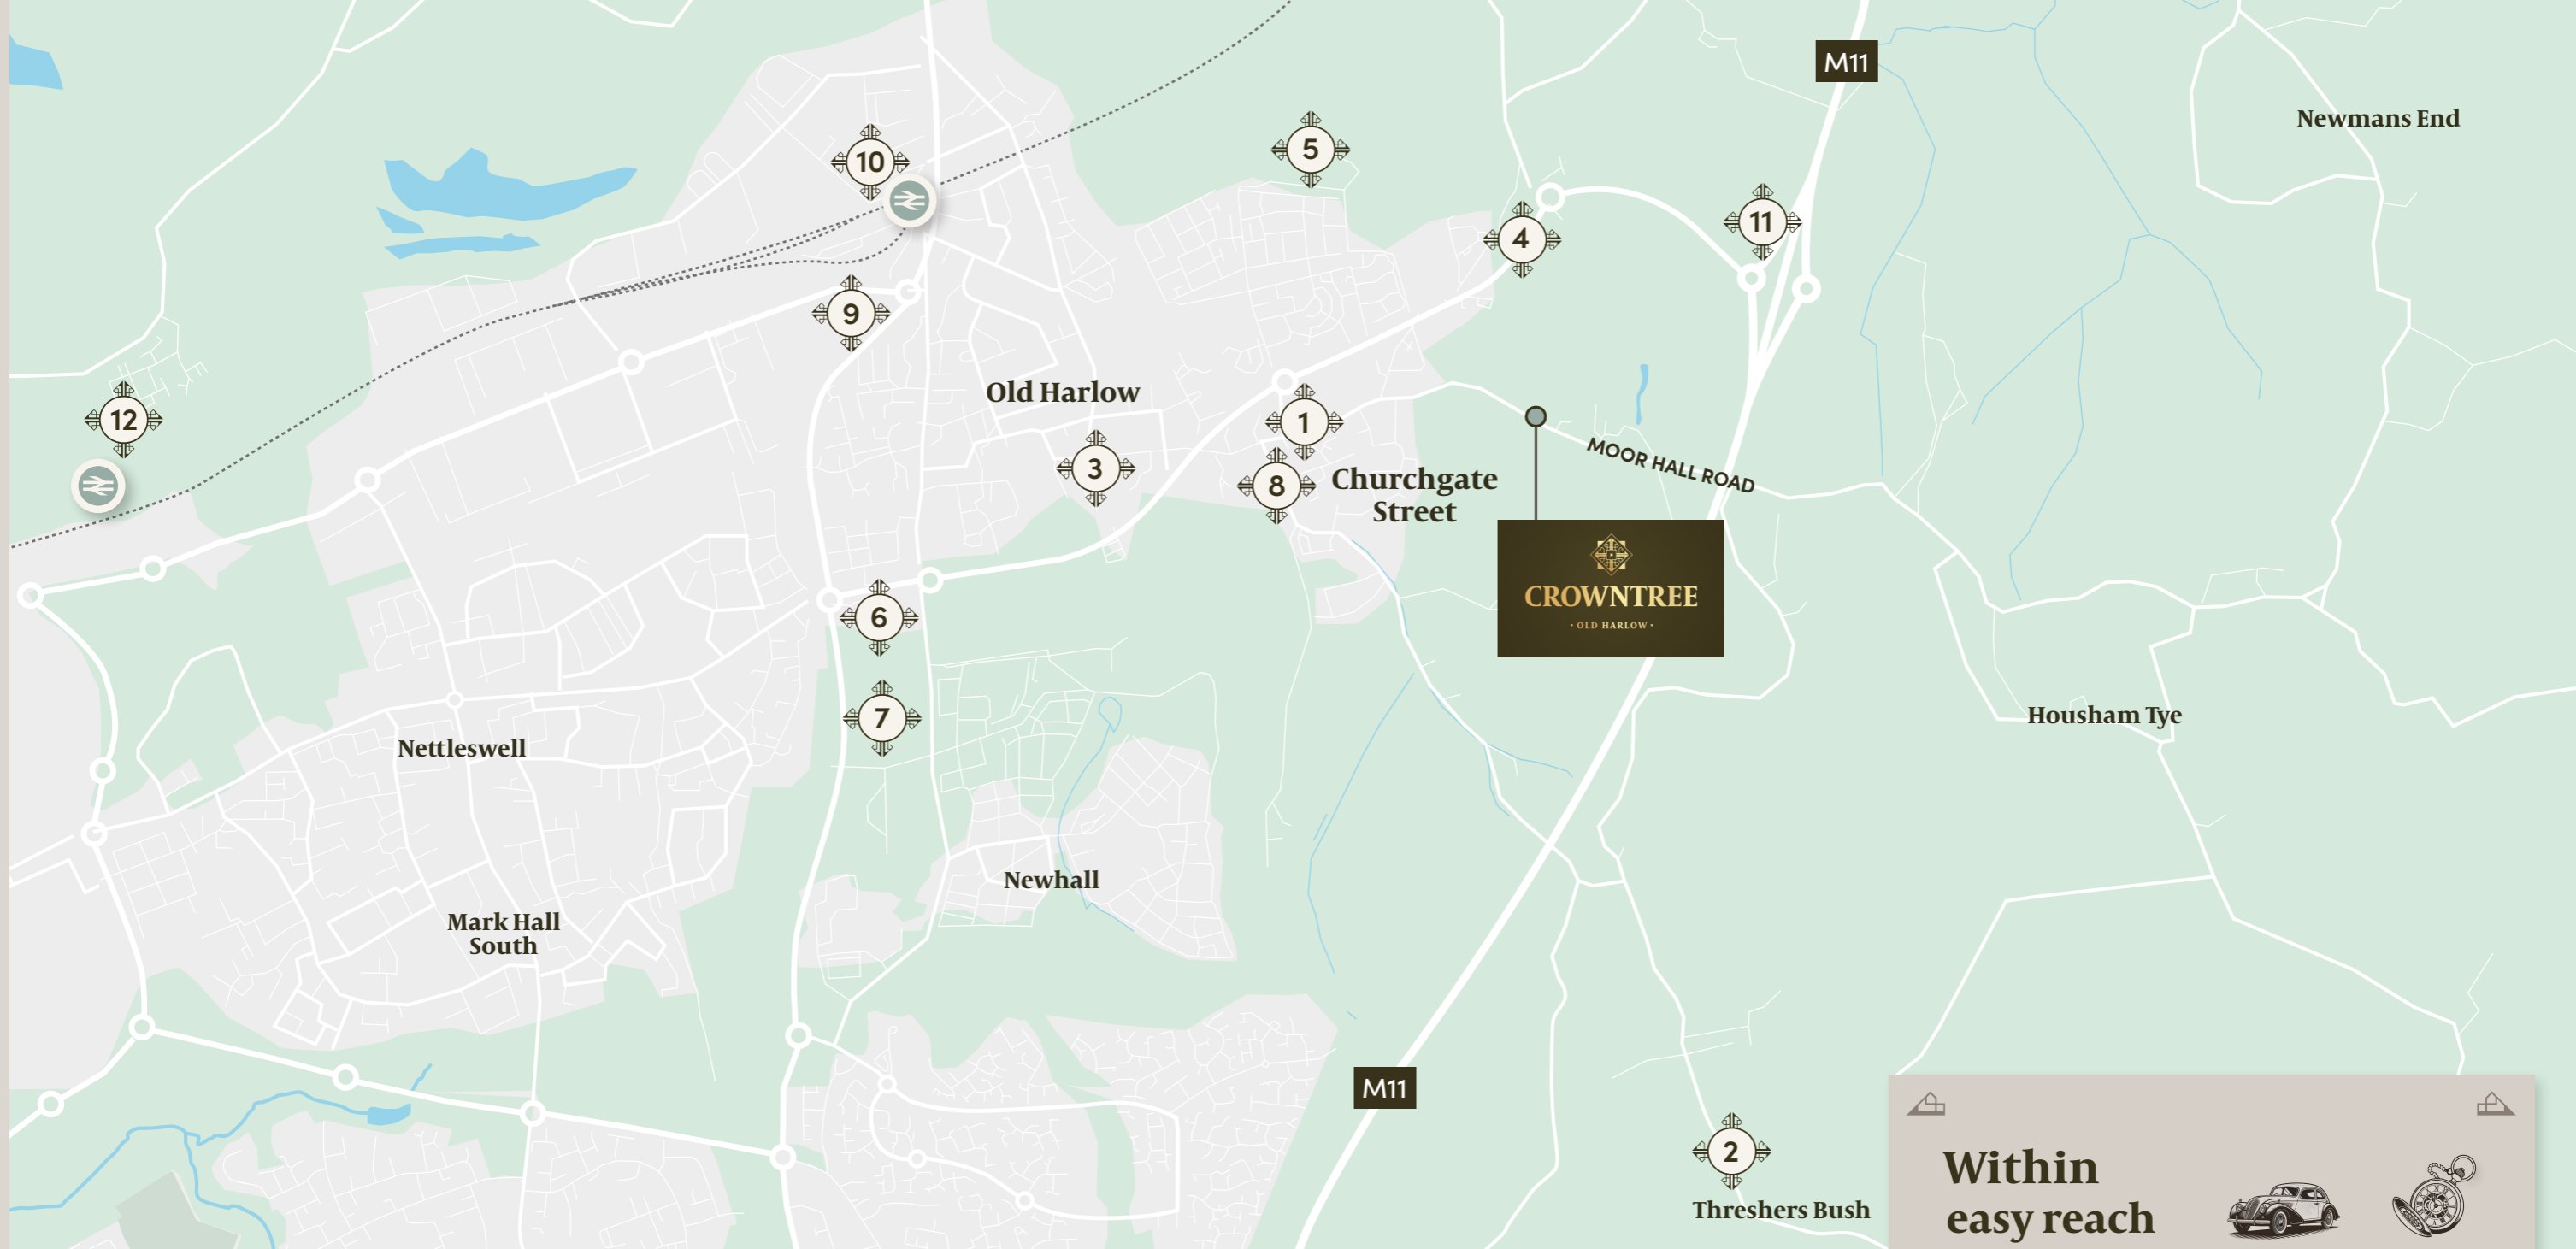 M11
Newmans End
10
5
11
4
9
Old Harlow
12
1
3
MOOR HALL ROAD
8
Churchgate
Street
CROWNTREE
• OLD HARLOW •
6
7
Housham Tye
Nettleswell
Newhall
Mark Hall
South
M11
2
Threshers Bush
Within
easy reach